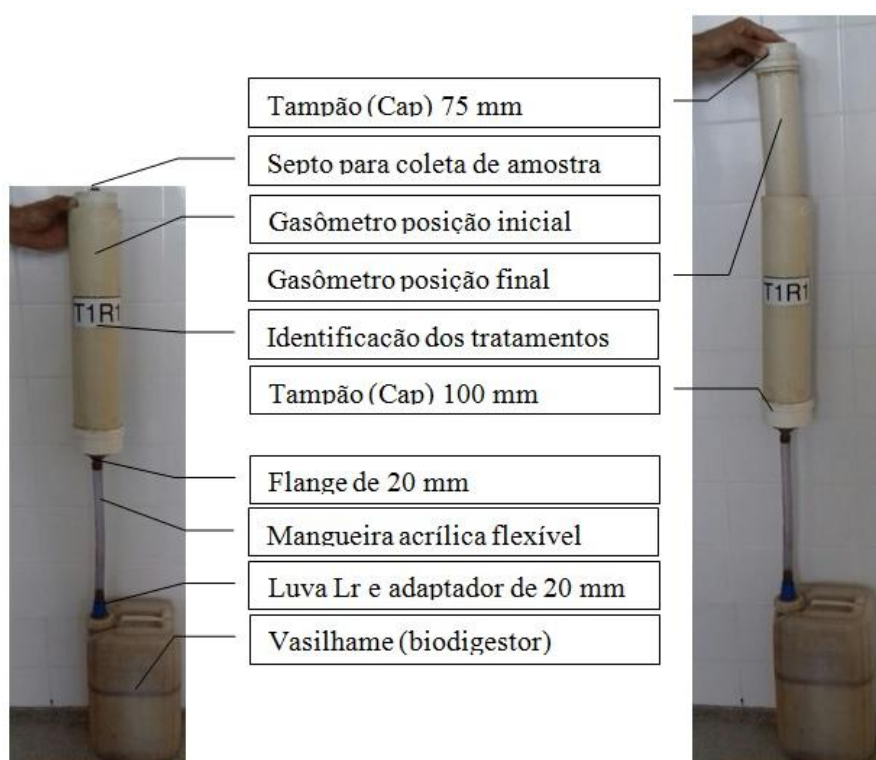 Tampão (Cap) 75 mm
Septo para coleta de amostra
Gasômetro posição inicial
Gasômetro posição final
T1R1
T1R1
Identificação dos tratamentos
Tampão (Cap) 100 mm
Flange de 20 mm
Mangueira acrílica flexível
Luva Lr e adaptador de 20 mm
Vasilhame (biodigestor)